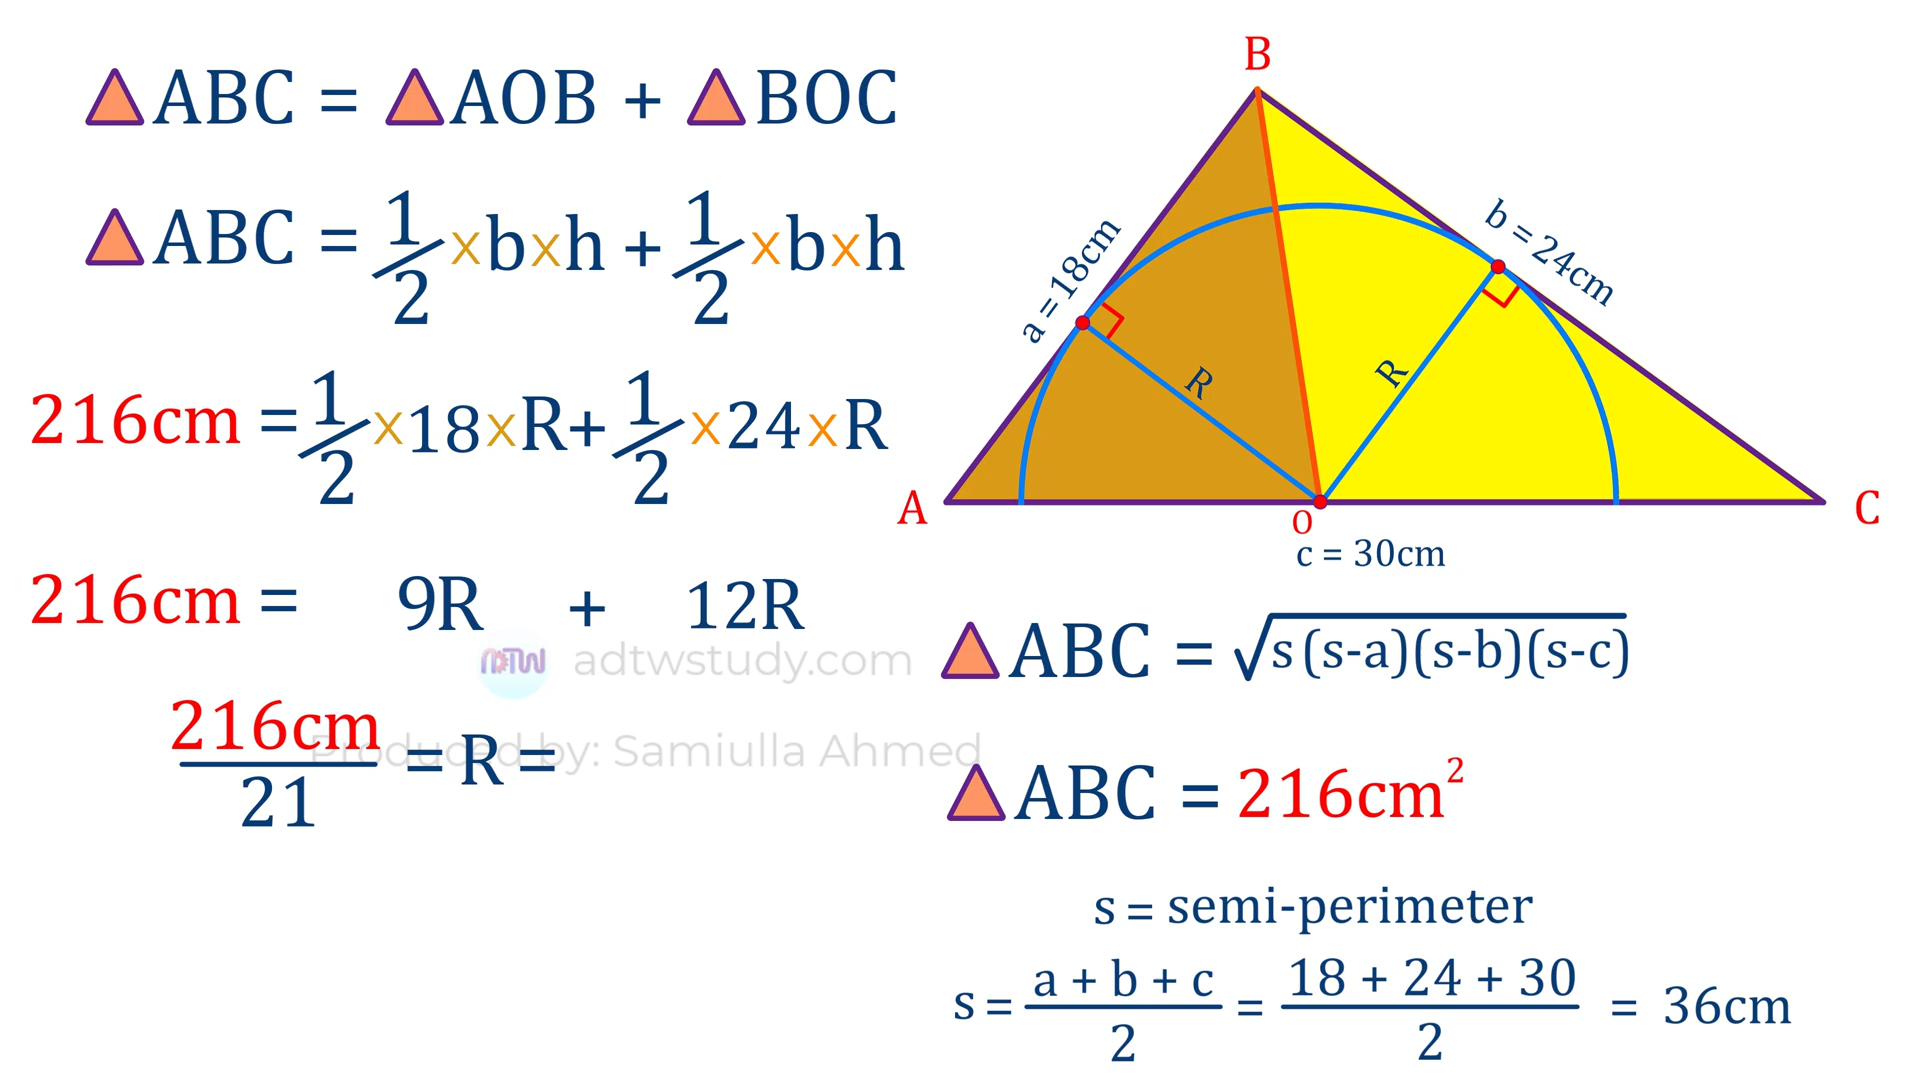 ABC = AOB + BOC
ABC = 1/2 × b × h + 1/2 × b × h
216cm = 1/2 × 18 × R + 1/2 × 24 × R
216cm = 9R + 12R
216cm/21 = R =
NDTW adtwstudy.com
Produced by: Samiulla Ahmed
B
a = 18cm
b = 24cm
R
R
A
O
C
c = 30cm
ABC = √s(s-a)(s-b)(s-c)
ABC = 216cm²
s = semi-perimeter
s = a + b + c/2 = 18 + 24 + 30/2 = 36cm